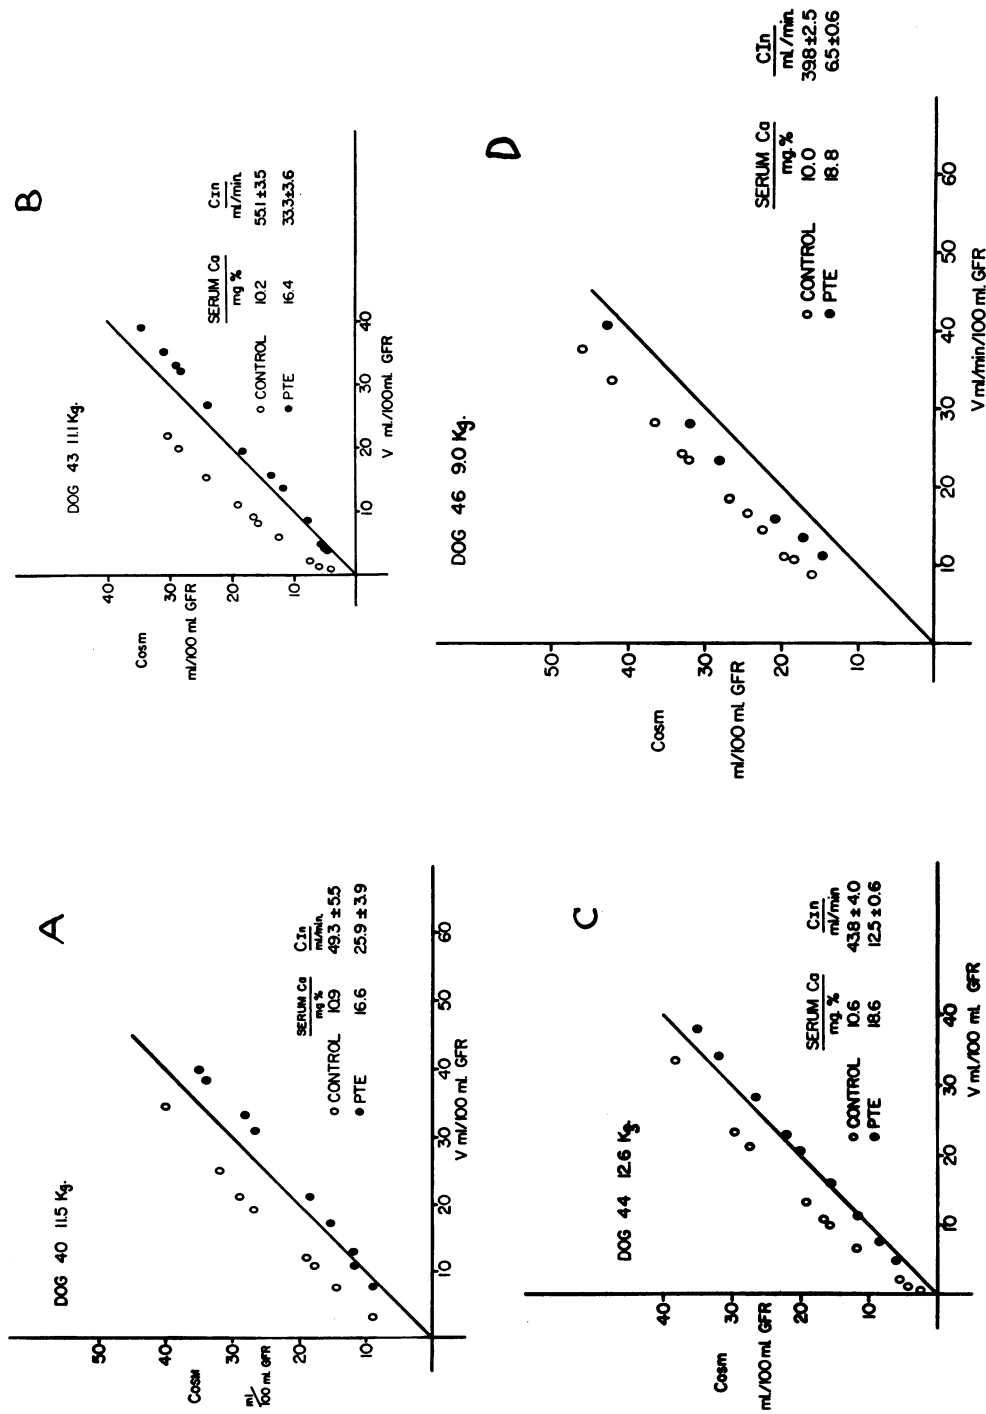 A
DOG 40 11.5 Kg.
50
40
30
20
10
Cosm
ml/
100 ml GFR
10
20
30
40
50
60
V ml/100 ml GFR
SERUM Ca
mg %
CIn
ml/min.
○ CONTROL 10.9 49.3 ± 5.5
● PTE 16.6 25.9 ± 3.9
B
DOG 43 11.1 Kg.
40
30
20
10
Cosm
ml/100 ml GFR
10
20
30
40
V ml/100ml GFR
SERUM Ca
mg %
CIn
ml/min.
○ CONTROL 10.2 55.1 ±3.5
● PTE 16.4 33.3±3.6
C
DOG 44 12.6 Kg.
40
30
20
10
Cosm
ml/100 ml GFR
10
20
30
40
V ml/100 ml GFR
SERUM Ca
mg. %
CIn
ml/min
○ CONTROL 10.6 43.8 ± 4.0
● PTE 18.6 12.5 ± 0.6
D
DOG 46 9.0 Kg.
50
40
30
20
10
Cosm
ml/100 ml GFR
10
20
30
40
50
60
V ml/min/100 ml GFR
SERUM Ca
mg. %
CIn
ml/min.
○ CONTROL 10.0 39.8 ±2.5
● PTE 18.8 6.5 ±0.6